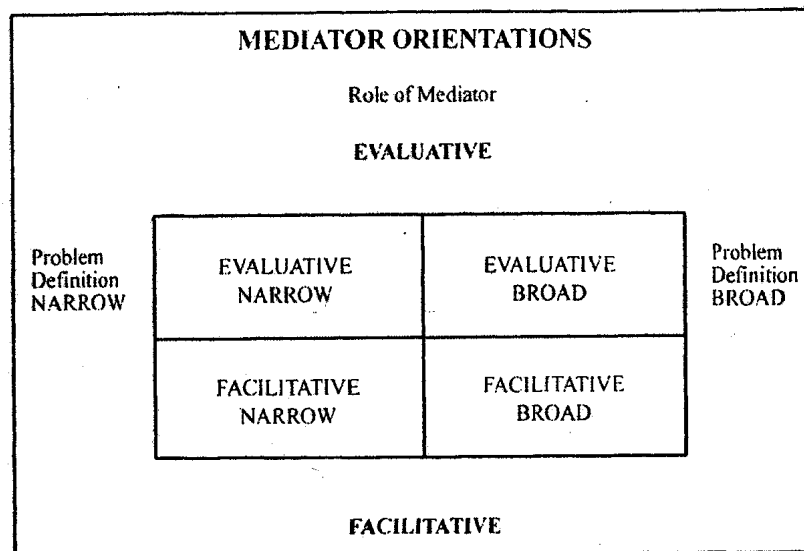 MEDIATOR ORIENTATIONS
Role of Mediator
EVALUATIVE
Problem
Definition
NARROW
EVALUATIVE
NARROW
EVALUATIVE
BROAD
Problem
Definition
BROAD
FACILITATIVE
NARROW
FACILITATIVE
BROAD
FACILITATIVE